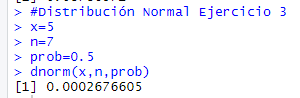 > #Distribución Normal Ejercicio 3
> x=5
> n=7
> prob=0.5
> dnorm(x,n,prob)
[1] 0.0002676605